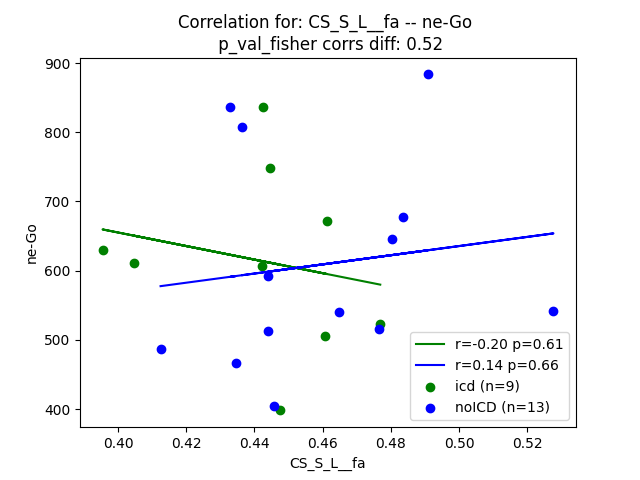 Correlation for: CS_S_L__fa -- ne-Go
p_val_fisher corrs diff: 0.52
900
800
700
600
500
400
ne-Go
r=-0.20 p=0.61
r=0.14 p=0.66
icd (n=9)
noICD (n=13)
0.40 0.42 0.44 0.46 0.48 0.50 0.52
CS_S_L__fa